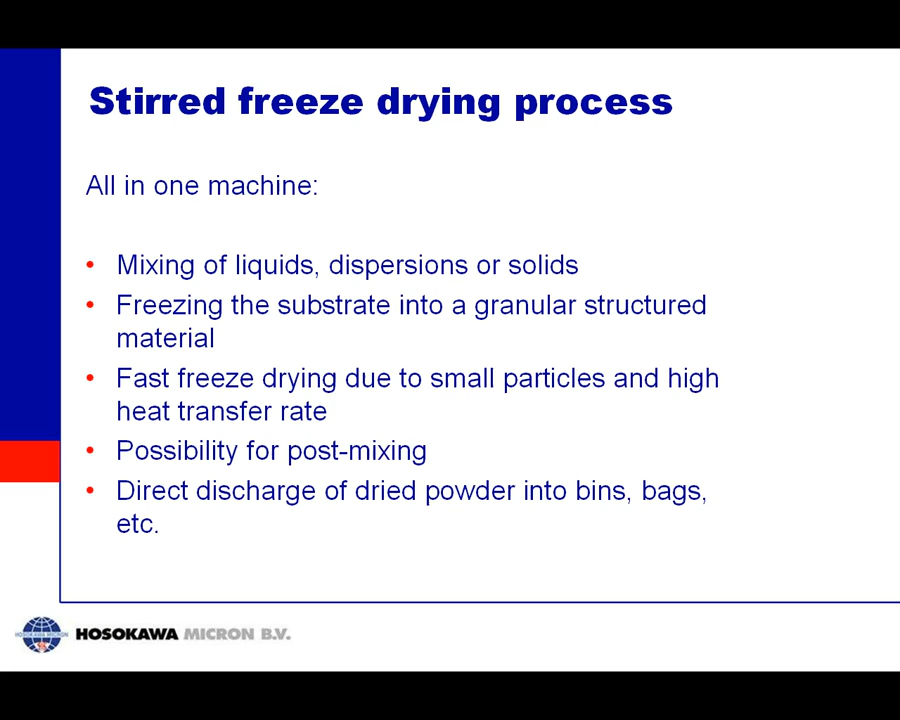 Stirred freeze drying process
All in one machine:
• Mixing of liquids, dispersions or solids
• Freezing the substrate into a granular structured
material
• Fast freeze drying due to small particles and high
heat transfer rate
• Possibility for post-mixing
• Direct discharge of dried powder into bins, bags,
etc.
HOSOKAWA MICRON
HOSOKAWA MICRON B.V.